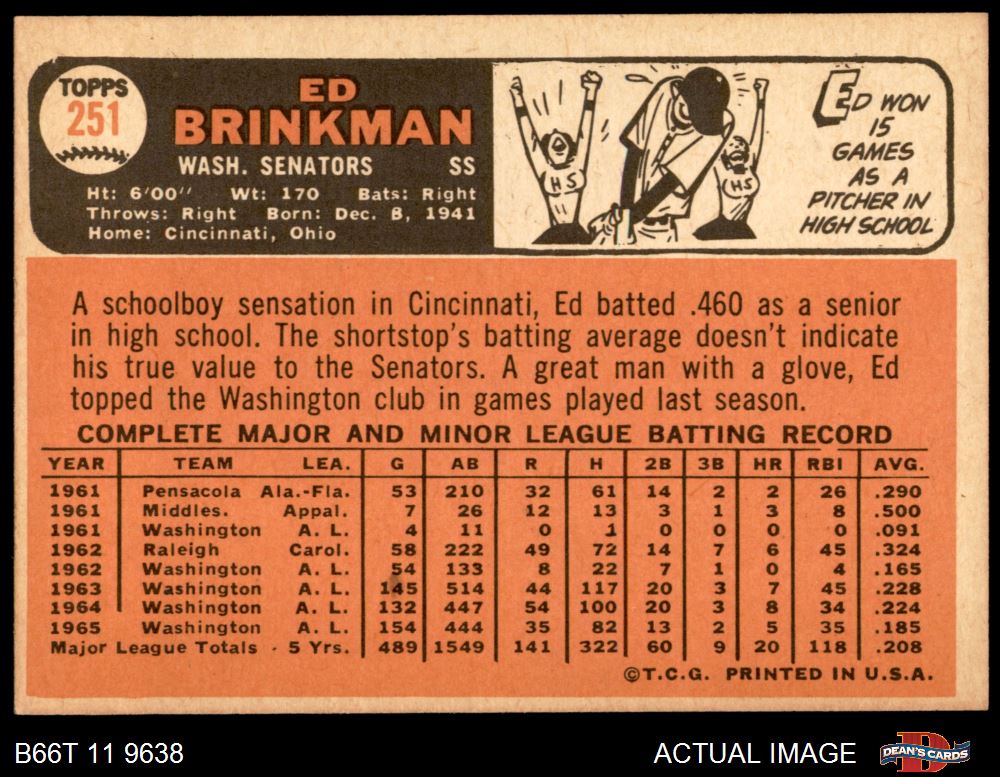 TOPPS
251
ED
BRINKMAN
WASH. SENATORS SS
Ht: 6'00" Wt: 170 Bats: Right
Throws: Right Born: Dec. 8, 1941
Home: Cincinnati, Ohio
HS
HS
ED WON
15
GAMES
AS A
PITCHER IN
HIGH SCHOOL
A schoolboy sensation in Cincinnati, Ed batted .460 as a senior
in high school. The shortstop's batting average doesn't indicate
his true value to the Senators. A great man with a glove, Ed
topped the Washington club in games played last season.
COMPLETE MAJOR AND MINOR LEAGUE BATTING RECORD
YEAR TEAM LEA. G AB R H 2B 3B HR RBI AVG.
1961 Pensacola Ala.-Fla. 53 210 32 61 14 2 2 26 .290
1961 Middles. Appal. 7 26 12 13 3 1 3 8 .500
1961 Washington A. L. 4 11 0 1 0 0 0 0 .091
1962 Raleigh Carol. 58 222 49 72 14 7 6 45 .324
1962 Washington A. L. 54 133 8 22 7 1 0 4 .165
1963 Washington A. L. 145 514 44 117 20 3 7 45 .228
1964 Washington A. L. 132 447 54 100 20 3 8 34 .224
1965 Washington A. L. 154 444 35 82 13 2 5 35 .185
Major League Totals - 5 Yrs. 489 1549 141 322 60 9 20 118 .208
©T.C.G. PRINTED IN U.S.A.
B66T 11 9638
ACTUAL IMAGE
D
DEAN'S CARDS